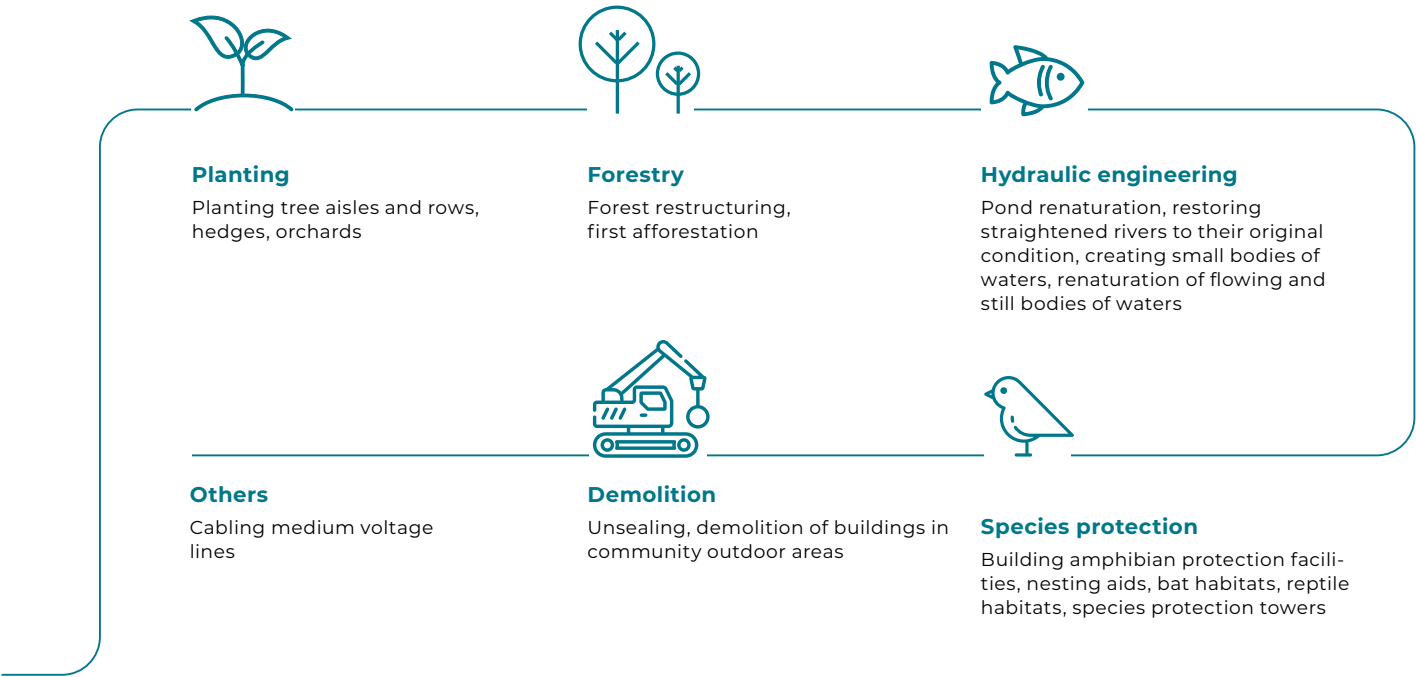 Planting
Planting tree aisles and rows,
hedges, orchards
Forestry
Forest restructuring,
first afforestation
Hydraulic engineering
Pond renaturation, restoring
straightened rivers to their original
condition, creating small bodies of
waters, renaturation of flowing and
still bodies of waters
Others
Cabling medium voltage
lines
Demolition
Unsealing, demolition of buildings in
community outdoor areas
Species protection
Building amphibian protection facili-
ties, nesting aids, bat habitats, reptile
habitats, species protection towers